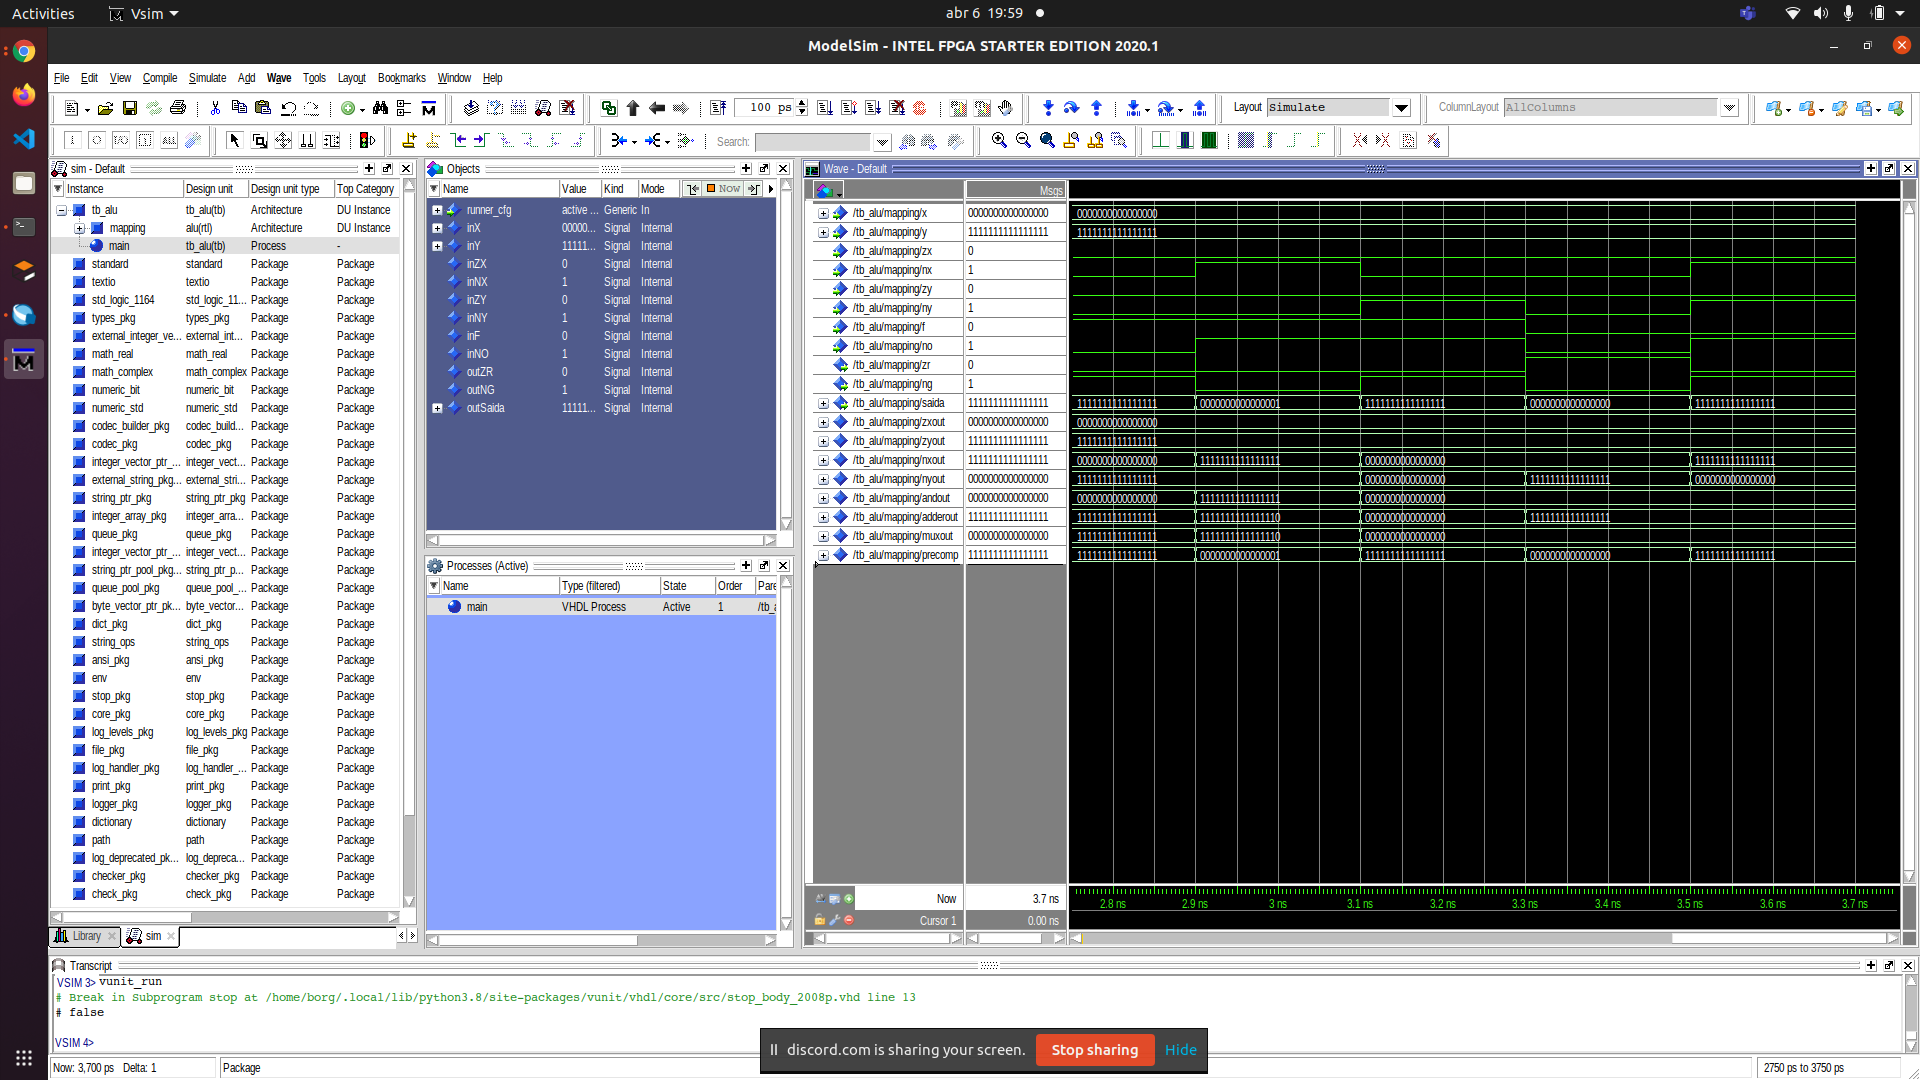 Activities
Vsim
abr 6 19:59
ModelSim - INTEL FPGA STARTER EDITION 2020.1
File Edit View Compile Simulate Add Wave Tools Layout Bookmarks Window Help
100 ps
Layout Simulate
ColumnLayout AllColumns
Search:
sim - Default
Instance Design unit Design unit type Top Category
tb_alu tb_alu(tb) Architecture DU Instance
mapping alu(rtl) Architecture DU Instance
main tb_alu(tb) Process -
standard standard Package Package
textio textio Package Package
std_logic_1164 std_logic_11... Package Package
types_pkg types_pkg Package Package
external_integer_ve... external_int... Package Package
math_real math_real Package Package
math_complex math_complex Package Package
numeric_bit numeric_bit Package Package
numeric_std numeric_std Package Package
codec_builder_pkg codec_build... Package Package
codec_pkg codec_pkg Package Package
integer_vector_ptr_... integer_vect... Package Package
external_string_pkg... external_stri... Package Package
string_ptr_pkg string_ptr_pkg Package Package
integer_array_pkg integer_arra... Package Package
queue_pkg queue_pkg Package Package
integer_vector_ptr_... integer_vect... Package Package
string_ptr_pool_pkg... string_ptr_p... Package Package
queue_pool_pkg queue_pool_... Package Package
byte_vector_ptr_pk... byte_vector... Package Package
dict_pkg dict_pkg Package Package
string_ops string_ops Package Package
ansi_pkg ansi_pkg Package Package
env env Package Package
stop_pkg stop_pkg Package Package
core_pkg core_pkg Package Package
log_levels_pkg log_levels_pkg Package Package
file_pkg file_pkg Package Package
log_handler_pkg log_handler_... Package Package
print_pkg print_pkg Package Package
logger_pkg logger_pkg Package Package
dictionary dictionary Package Package
path path Package Package
log_deprecated_pk... log_depreca... Package Package
checker_pkg checker_pkg Package Package
check_pkg check_pkg Package Package
Library sim
Objects
Name Value Kind Mode Now
runner_cfg active ... Generic In
inX 00000... Signal Internal
inY 11111... Signal Internal
inZX 0 Signal Internal
inNX 1 Signal Internal
inZY 0 Signal Internal
inNY 1 Signal Internal
inF 0 Signal Internal
inNO 1 Signal Internal
outZR 0 Signal Internal
outNG 1 Signal Internal
outSaida 11111... Signal Internal
Processes (Active)
Name Type (filtered) State Order Pare
main VHDL Process Active 1 /tb_a
Wave - Default
Msgs
/tb_alu/mapping/x 0000000000000000 0000000000000000
/tb_alu/mapping/y 1111111111111111 1111111111111111
/tb_alu/mapping/zx 0
/tb_alu/mapping/nx 1
/tb_alu/mapping/zy 0
/tb_alu/mapping/ny 1
/tb_alu/mapping/f 0
/tb_alu/mapping/no 1
/tb_alu/mapping/zr 0
/tb_alu/mapping/ng 1
/tb_alu/mapping/saida 1111111111111111 1111111111111111 0000000000000001 1111111111111111 0000000000000000 1111111111111111
/tb_alu/mapping/zxout 0000000000000000 0000000000000000
/tb_alu/mapping/zyout 1111111111111111 1111111111111111
/tb_alu/mapping/nxout 1111111111111111 0000000000000000 1111111111111111 0000000000000000 1111111111111111
/tb_alu/mapping/nyout 0000000000000000 1111111111111111 0000000000000000 1111111111111111 0000000000000000
/tb_alu/mapping/andout 0000000000000000 0000000000000000 1111111111111111 0000000000000000
/tb_alu/mapping/adderout 1111111111111111 1111111111111111 1111111111111110 0000000000000000 1111111111111111
/tb_alu/mapping/muxout 0000000000000000 1111111111111111 1111111111111110 0000000000000000
/tb_alu/mapping/precomp 1111111111111111 1111111111111111 0000000000000001 1111111111111111 0000000000000000 1111111111111111
Now 3.7 ns
Cursor 1 0.00 ns
2.8 ns 2.9 ns 3 ns 3.1 ns 3.2 ns 3.3 ns 3.4 ns 3.5 ns 3.6 ns 3.7 ns
Transcript
VSIM 3> vunit_run
# Break in Subprogram stop at /home/borg/.local/lib/python3.8/site-packages/vunit/vhdl/core/src/stop_body_2008p.vhd line 13
# false
VSIM 4>
discord.com is sharing your screen. Stop sharing Hide
Now: 3,700 ps Delta: 1
Package
2750 ps to 3750 ps